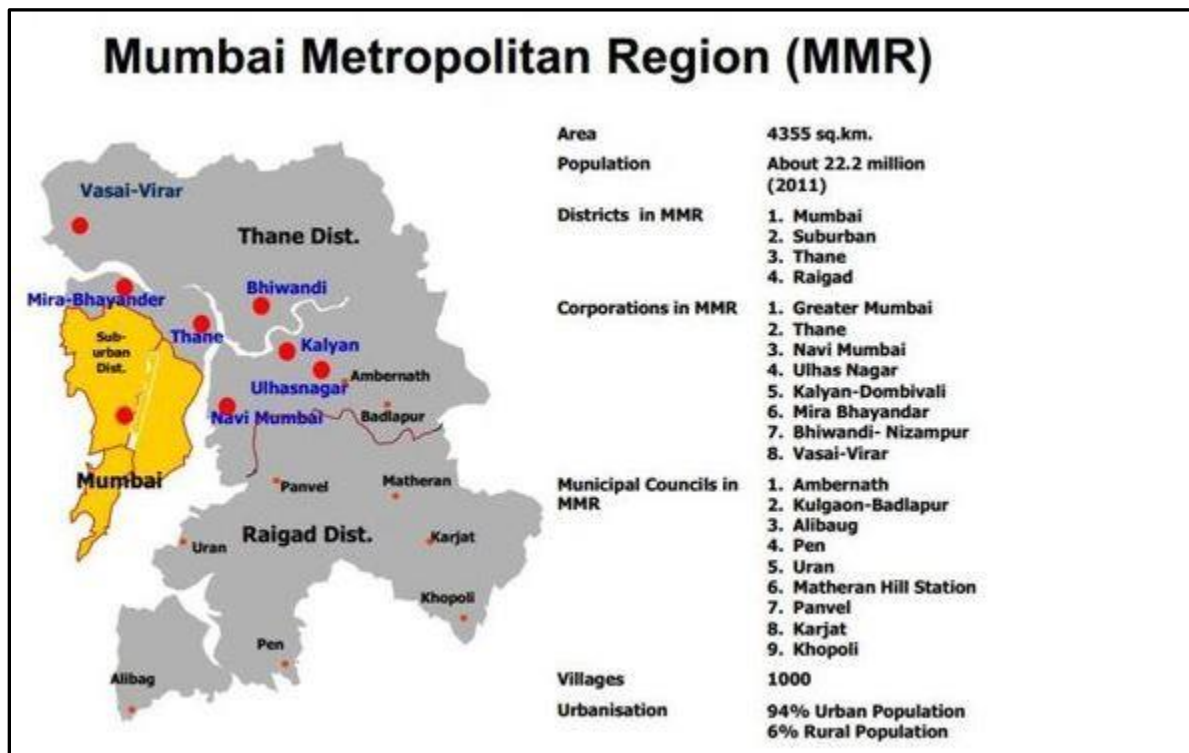 Mumbai Metropolitan Region (MMR)
Vasai-Virar
Thane Dist.
Mira-Bhayander
Bhiwandi
Sub-
urban
Dist.
Thane
Kalyan
Ambernath
Ulhasnagar
Navi Mumbai
Badlapur
Mumbai
Panvel
Matheran
Uran
Raigad Dist.
Karjat
Khopoli
Pen
Alibag
Area 4355 sq.km.
Population About 22.2 million
(2011)
Districts in MMR 1. Mumbai
2. Suburban
3. Thane
4. Raigad
Corporations in MMR 1. Greater Mumbai
2. Thane
3. Navi Mumbai
4. Ulhas Nagar
5. Kalyan-Dombivali
6. Mira Bhayandar
7. Bhiwandi- Nizampur
8. Vasai-Virar
Municipal Councils in 1. Ambernath
MMR 2. Kulgaon-Badlapur
3. Alibaug
4. Pen
5. Uran
6. Matheran Hill Station
7. Panvel
8. Karjat
9. Khopoli
Villages 1000
Urbanisation 94% Urban Population
6% Rural Population